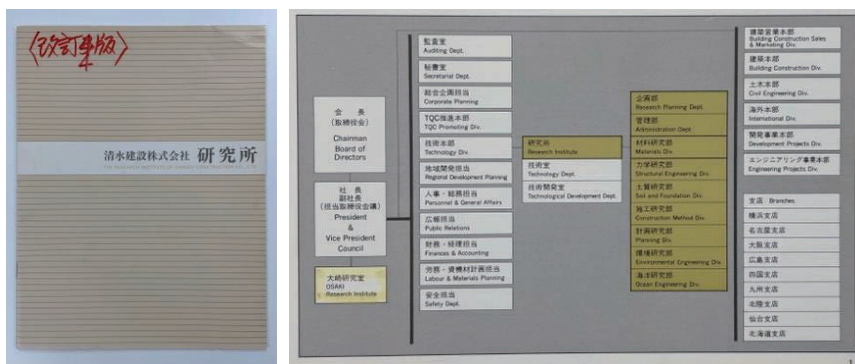 〈改訂4版〉
清水建設株式会社 研究所
THE RESEARCH INSTITUTE OF SHIMIZU CONSTRUCTION CO., LTD.
会長
(取締役会)
Chairman
Board of
Directors
社長
副社長
(担当取締役会議)
President
&
Vice President
Council
大崎研究室
OSAKI
Research Institute
監査室
Auditing Dept.
秘書室
Secretarial Dept.
総合企画担当
Corporate Planning
TQC推進本部
TQC Promoting Div.
技術本部
Technology Div.
地域開発担当
Regional Development Planning
人事・総務担当
Personnel & General Affairs
広報担当
Public Relations
財務・経理担当
Finances & Accounting
労務・資機材計画担当
Labour & Materials Planning
安全担当
Safety Dept.
研究所
Research Institute
技術室
Technology Dept.
技術開発室
Technological Development Dept.
企画部
Research Planning Dept.
管理部
Administration Dept.
材料研究部
Materials Div.
力学研究部
Structural Engineering Div.
土質研究部
Soil and Foundation Div.
施工研究部
Construction Method Div.
計画研究部
Planning Div.
環境研究部
Environmental Engineering Div.
海洋研究部
Ocean Engineering Div.
建築営業本部
Building Construction Sales
& Marketing Div.
建築本部
Building Construction Div.
土木本部
Civil Engineering Div.
海外本部
International Div.
開発事業本部
Development Projects Div.
エンジニアリング事業本部
Engineering Projects Div.
支店 Branches
横浜支店
名古屋支店
大阪支店
広島支店
四国支店
九州支店
北陸支店
仙台支店
北海道支店